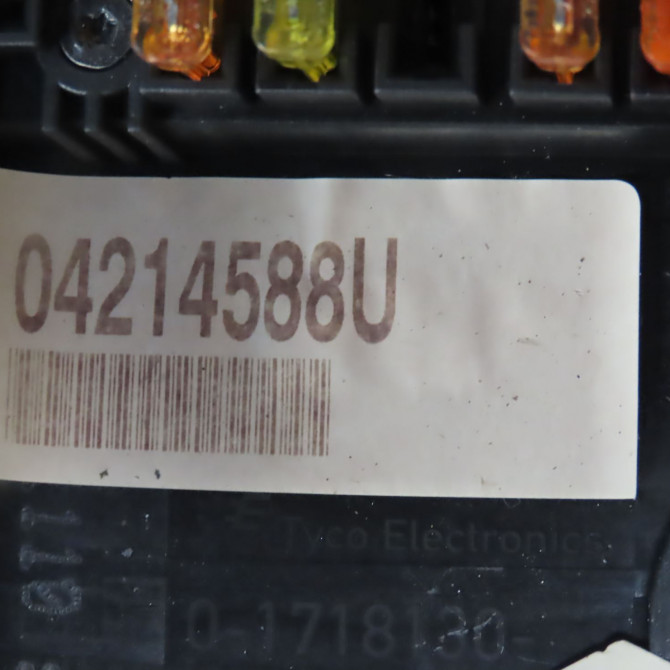 04214588U
Tyco Electronics
0-1718130-